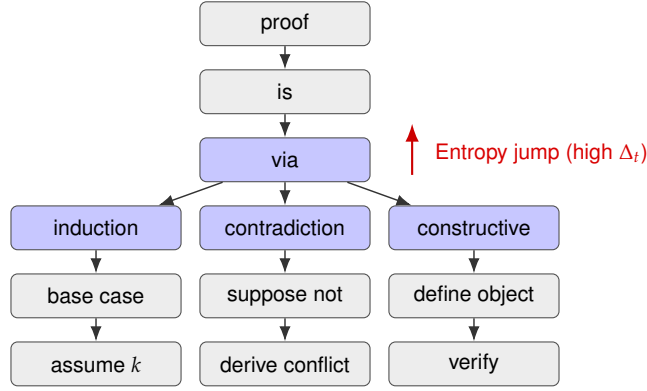 proof
is
via
Entropy jump (high Δₜ)
induction
contradiction
constructive
base case
suppose not
define object
assume k
derive conflict
verify